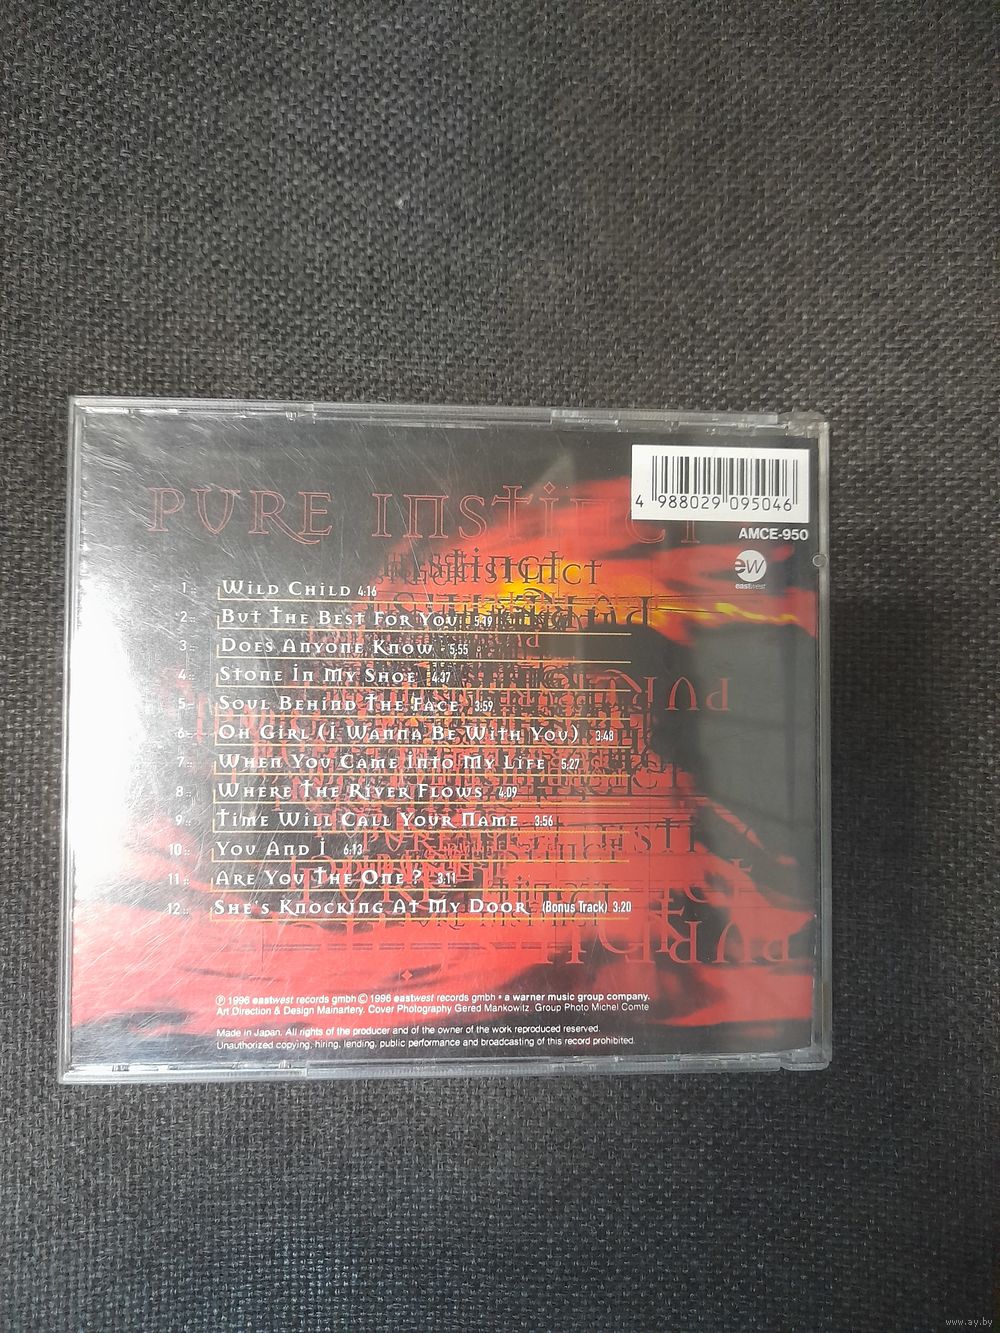 PURE INSTINCT
4 988029 095046
AMCE-950
ew
eastwest
1:: WILD CHILD 4:16
2:: BUT THE BEST FOR YOU 5:19
3:: DOES ANYONE KNOW 5:55
4:: STONE IN MY SHOE 4:37
5:: SOUL BEHIND THE FACE 3:59
6:: OH GIRL (I WANNA BE WITH YOU) 3:48
7:: WHEN YOU CAME INTO MY LIFE 5:27
8:: WHERE THE RIVER FLOWS 4:09
9:: TIME WILL CALL YOUR NAME 3:56
10:: YOU AND I 6:13
11:: ARE YOU THE ONE? 3:11
12:: SHE'S KNOCKING AT MY DOOR (Bonus Track) 3:20
℗ 1996 eastwest records gmbh © 1996 eastwest records gmbh • a warner music group company.
Art Direction & Design Mainartery. Cover Photography Gered Mankowitz. Group Photo Michel Comte
Made in Japan. All rights of the producer and of the owner of the work reproduced reserved.
Unauthorized copying, hiring, lending, public performance and broadcasting of this record prohibited.
www.ay.by